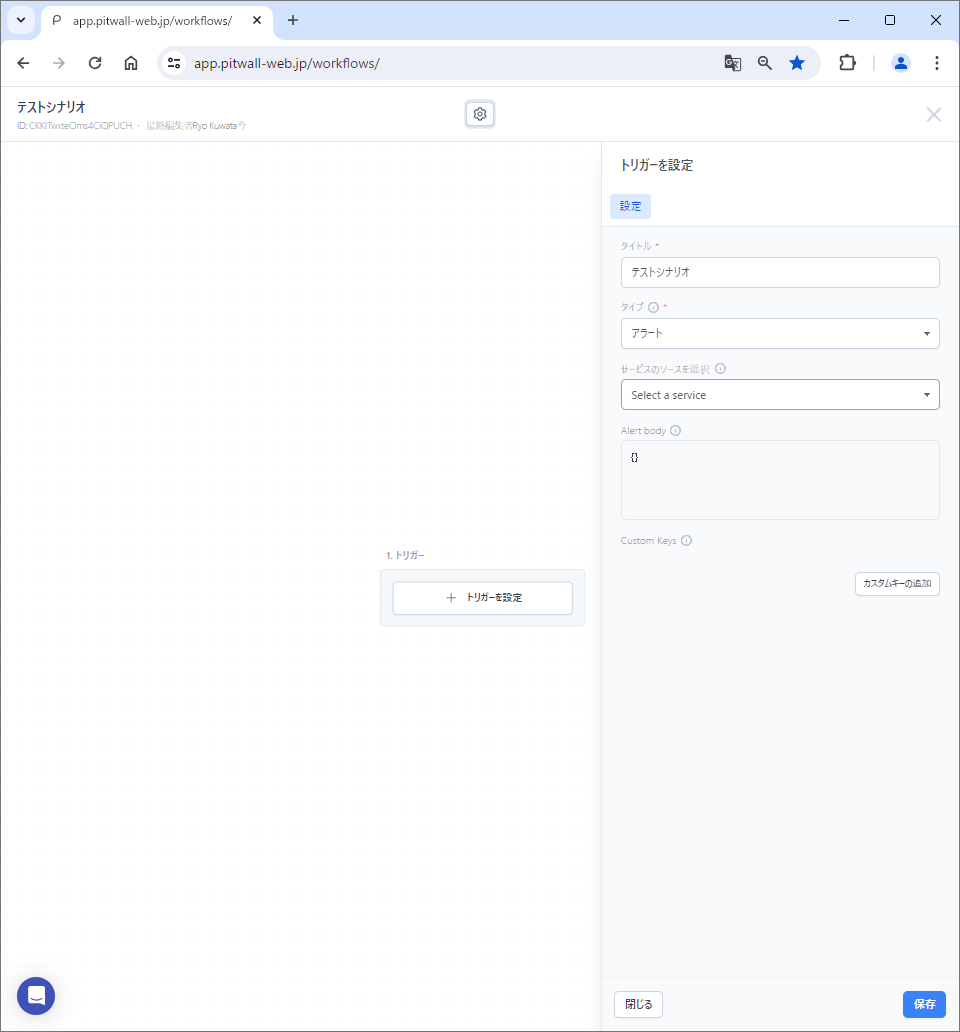 app.pitwall-web.jp/workflows/
app.pitwall-web.jp/workflows/
テストシナリオ
ID: CKKITwxteOms4CiQPUCH · 最終編集者Ryo Kuwata今
トリガーを設定
設定
タイトル *
テストシナリオ
タイプ *
アラート
サービスのソースを選択
Select a service
Alert body
{}
Custom Keys
カスタムキーの追加
1. トリガー
トリガーを設定
閉じる
保存